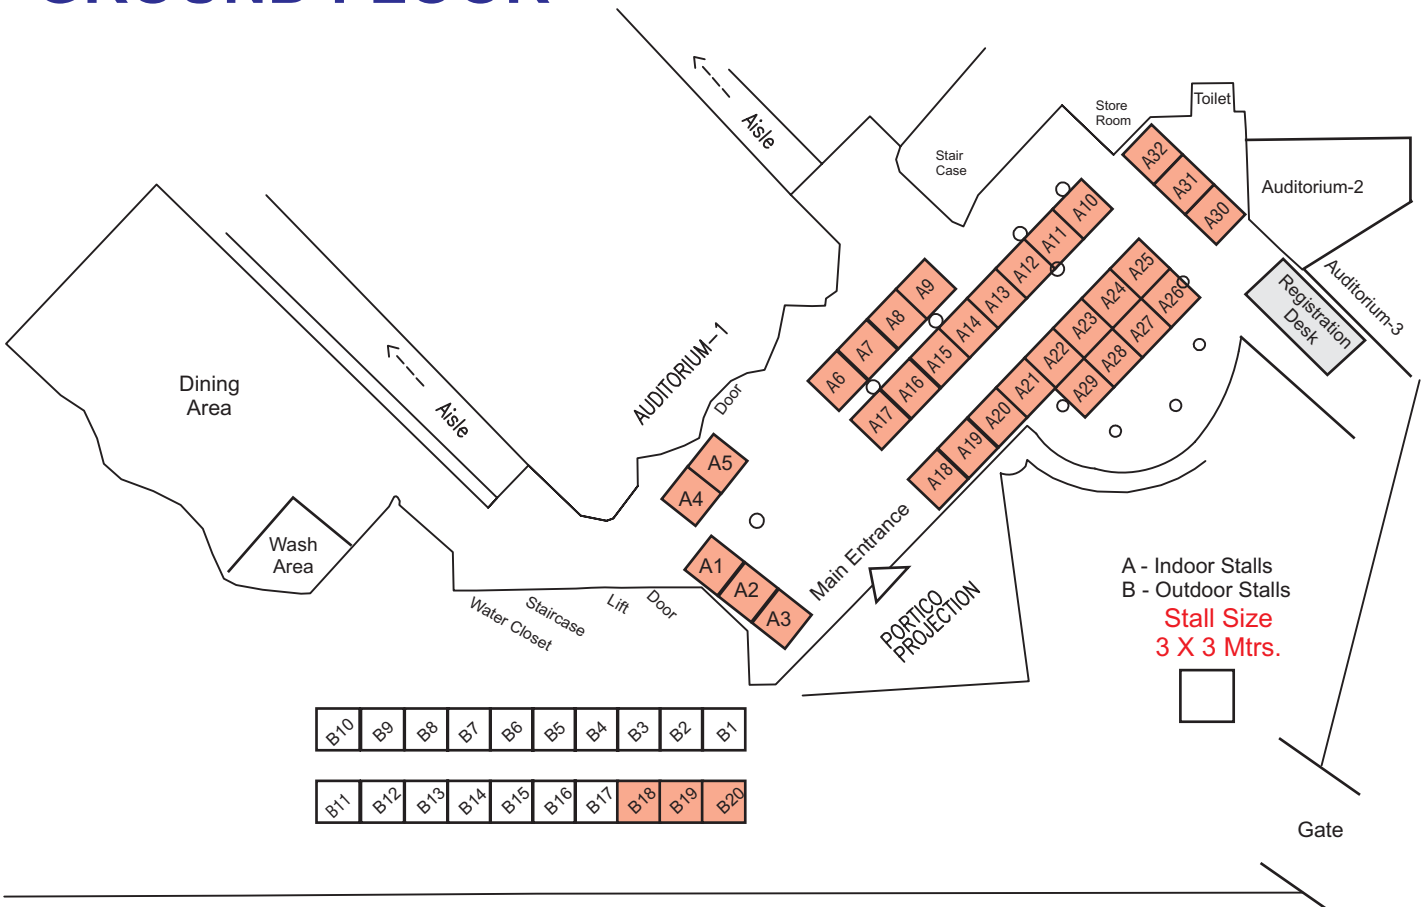 GROUND FLOOR
Aisle
Stair
Case
Store
Room
Toilet
Auditorium-2
Auditorium-3
Registration
Desk
A32
A31
A30
A10
A11
A12
A13
A14
A15
A16
A17
A9
A8
A7
A6
A25
A24
A23
A22
A21
A20
A19
A18
A26
A27
A28
A29
AUDITORIUM-1
Door
Dining
Area
Aisle
A5
A4
Wash
Area
A1
A2
A3
Main Entrance
PORTICO
PROJECTION
Water Closet
Staircase
Lift
Door
A - Indoor Stalls
B - Outdoor Stalls
Stall Size
3 X 3 Mtrs.
B10 B9 B8 B7 B6 B5 B4 B3 B2 B1
B11 B12 B13 B14 B15 B16 B17 B18 B19 B20
Gate